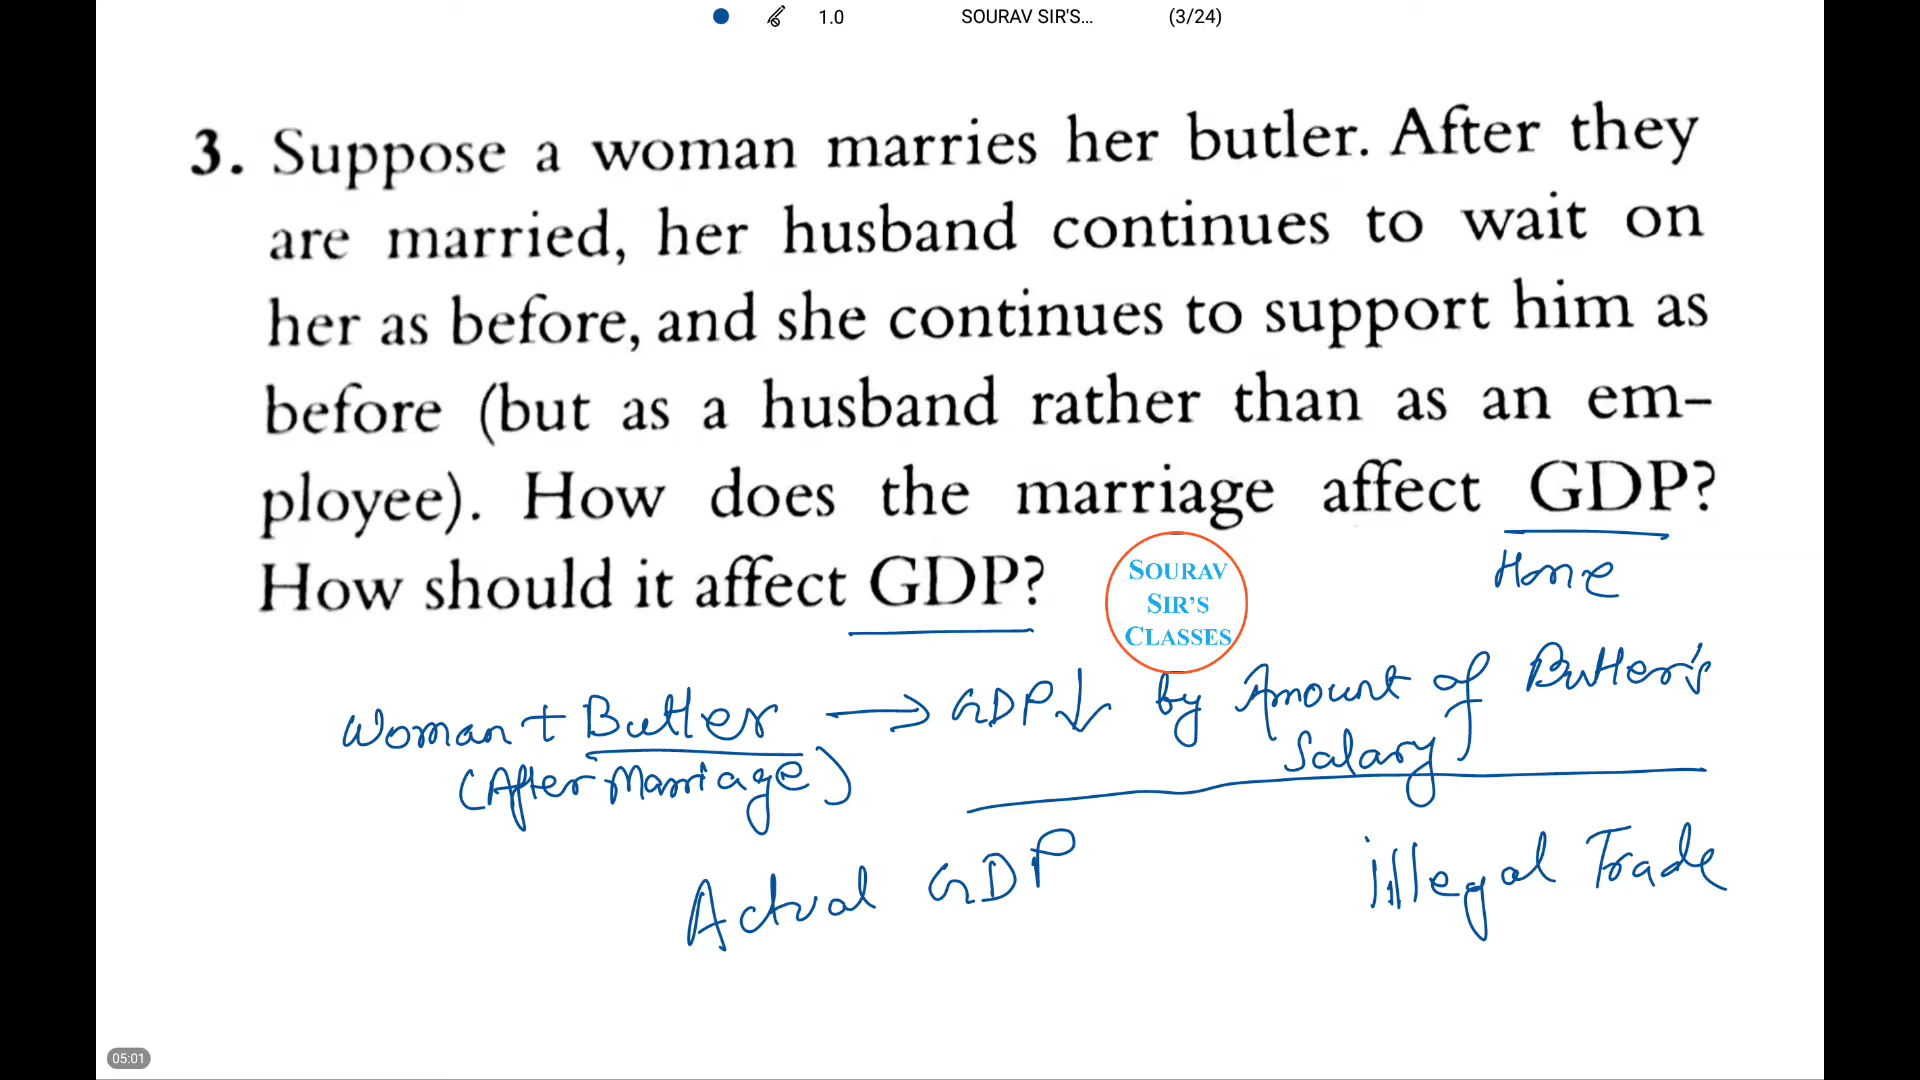 1.0 SOURAV SIR'S... (3/24)
3. Suppose a woman marries her butler. After they
are married, her husband continues to wait on
her as before, and she continues to support him as
before (but as a husband rather than as an em-
ployee). How does the marriage affect GDP?
How should it affect GDP?
SOURAV
SIR'S
CLASSES
Home
Woman + Butler → GDP↓ by Amount of Butler's
Salary
(After Marriage)
Actual GDP
illegal Trade
05:01